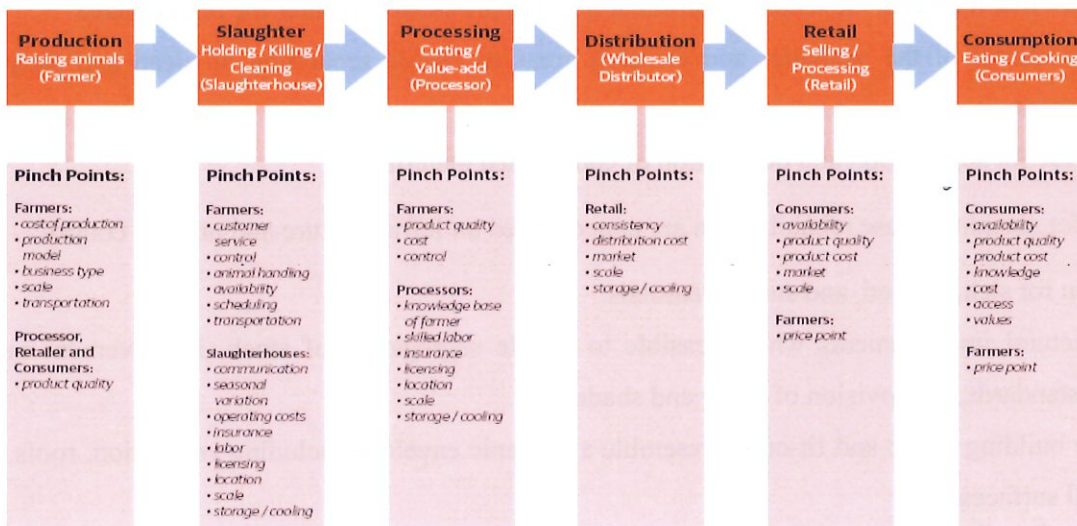 Production
Raising animals
(Farmer)
Slaughter
Holding / Killing /
Cleaning
(Slaughterhouse)
Processing
Cutting /
Value-add
(Processor)
Distribution
(Wholesale
Distributor)
Retail
Selling /
Processing
(Retail)
Consumption
Eating / Cooking
(Consumers)
Pinch Points:
Farmers:
• cost of production
• production
model
• business type
• scale
• transportation
Processor,
Retailer and
Consumers:
• product quality
Pinch Points:
Farmers:
• customer
service
• control
• animal handling
• availability
• scheduling
• transportation
Slaughterhouses:
• communication
• seasonal
variation
• operating costs
• insurance
• labor
• licensing
• location
• scale
• storage / cooling
Pinch Points:
Farmers:
• product quality
• cost
• control
Processors:
• knowledge base
of farmer
• skilled labor
• insurance
• licensing
• location
• scale
• storage / cooling
Pinch Points:
Retail:
• consistency
• distribution cost
• market
• scale
• storage / cooling
Pinch Points:
Consumers:
• availability
• product quality
• product cost
• market
• scale
Farmers:
• price point
Pinch Points:
Consumers:
• availability
• product quality
• product cost
• knowledge
• cost
• access
• values
Farmers:
• price point